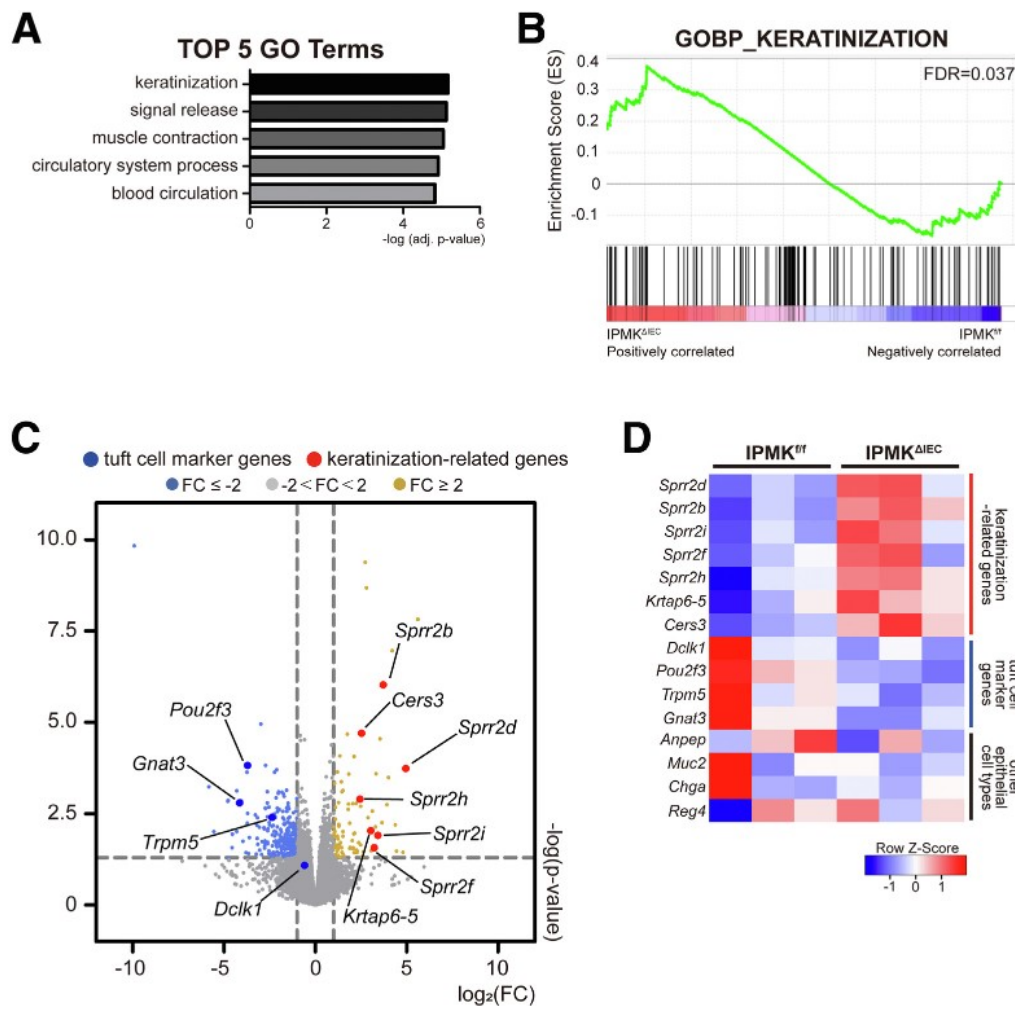 A
TOP 5 GO Terms
keratinization
signal release
muscle contraction
circulatory system process
blood circulation
0 2 4 6
-log (adj. p-value)
B
GOBP_KERATINIZATION
FDR=0.037
Enrichment Score (ES)
0.4
0.3
0.2
0.1
0
-0.1
IPMKΔIEC
Positively correlated
IPMKf/f
Negatively correlated
C
tuft cell marker genes keratinization-related genes
FC ≤ -2 -2 < FC < 2 FC ≥ 2
10.0
7.5
5.0
2.5
0
Sprr2b
Cers3
Pou2f3
Sprr2d
Gnat3
Sprr2h
Trpm5
Sprr2i
Sprr2f
Dclk1
Krtap6-5
-log(p-value)
-10 -5 0 5 10
log₂(FC)
D
IPMKf/f IPMKΔIEC
Sprr2d
Sprr2b
Sprr2i
Sprr2f
Sprr2h
Krtap6-5
Cers3
Dclk1
Pou2f3
Trpm5
Gnat3
Anpep
Muc2
Chga
Reg4
keratinization
-related genes
tuft cell
marker
genes
other
epithelial
cell types
Row Z-Score
-1 0 1